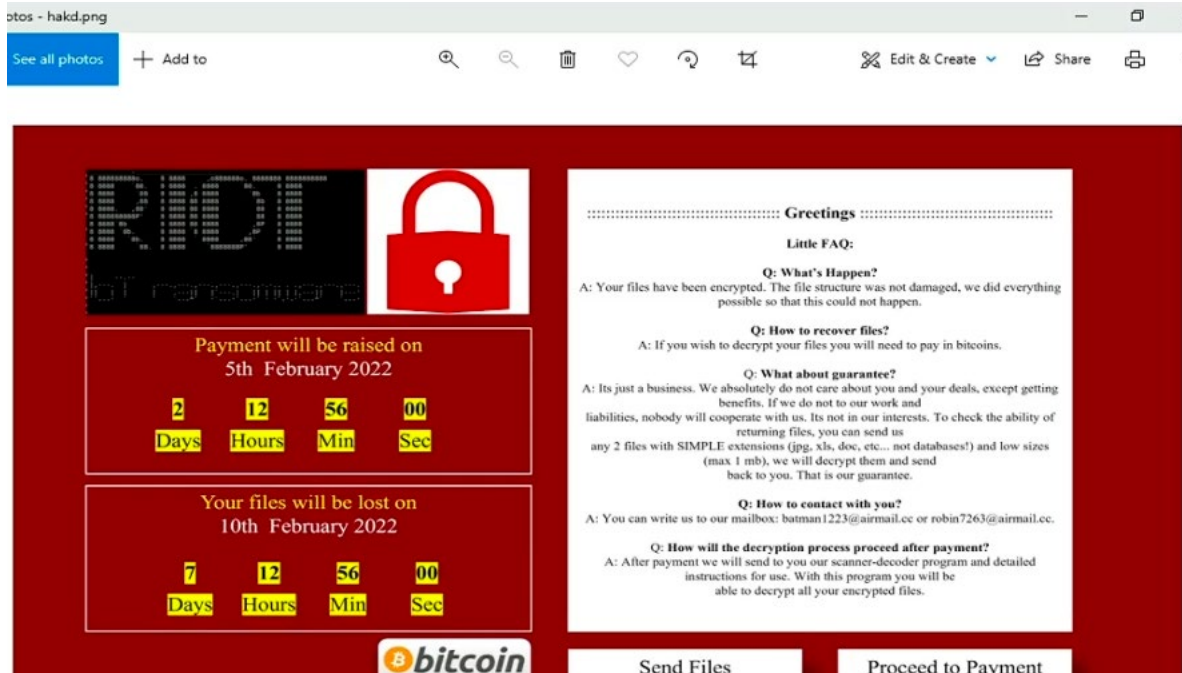 otos - hakd.png
See all photos
Add to
Edit & Create
Share
RIIOT
IoT ransomware
Payment will be raised on
5th February 2022
2 12 56 00
Days Hours Min Sec
Your files will be lost on
10th February 2022
7 12 56 00
Days Hours Min Sec
bitcoin
:::::::::::::::::::::::::::::::::::::::: Greetings ::::::::::::::::::::::::::::::::::::::::
Little FAQ:
Q: What's Happen?
A: Your files have been encrypted. The file structure was not damaged, we did everything
possible so that this could not happen.
Q: How to recover files?
A: If you wish to decrypt your files you will need to pay in bitcoins.
Q: What about guarantee?
A: Its just a business. We absolutely do not care about you and your deals, except getting
benefits. If we do not to our work and
liabilities, nobody will cooperate with us. Its not in our interests. To check the ability of
returning files, you can send us
any 2 files with SIMPLE extensions (jpg, xls, doc, etc... not databases!) and low sizes
(max 1 mb), we will decrypt them and send
back to you. That is our guarantee.
Q: How to contact with you?
A: You can write us to our mailbox: batman1223@airmail.cc or robin7263@airmail.cc.
Q: How will the decryption process proceed after payment?
A: After payment we will send to you our scanner-decoder program and detailed
instructions for use. With this program you will be
able to decrypt all your encrypted files.
Send Files
Proceed to Payment